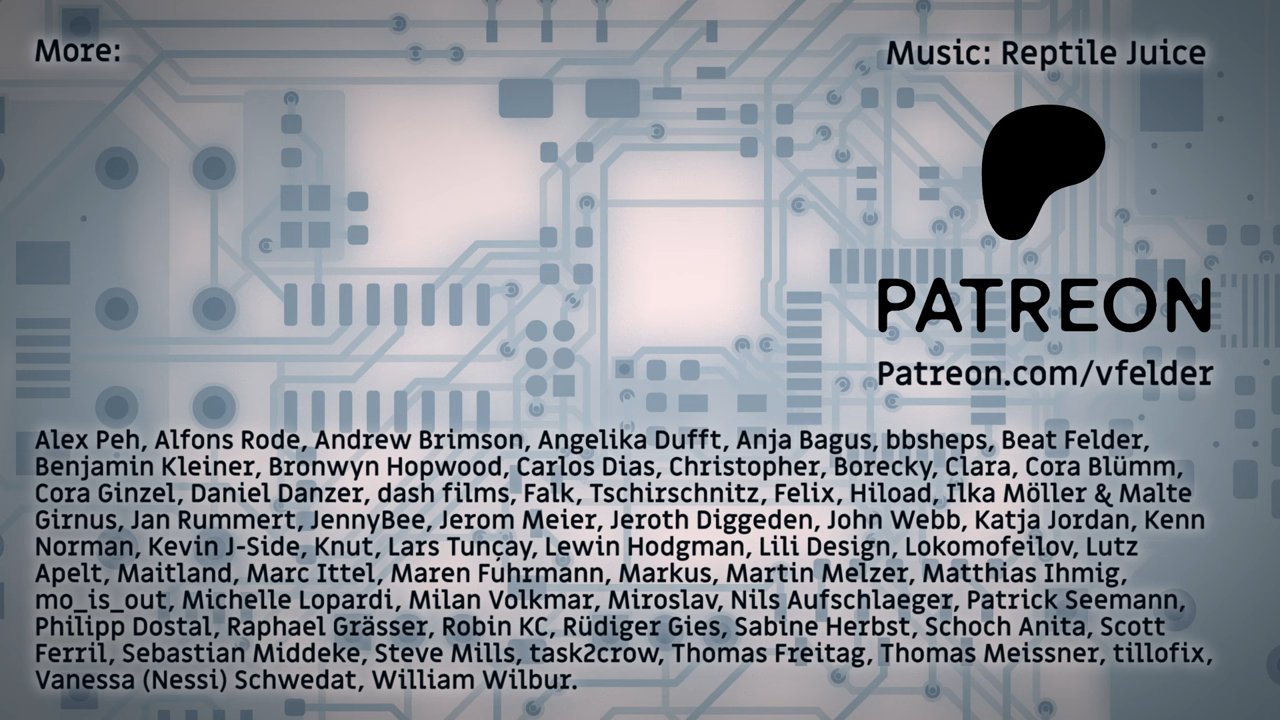 More:
Music: Reptile Juice
PATREON
Patreon.com/vfelder
Alex Peh, Alfons Rode, Andrew Brimson, Angelika Dufft, Anja Bagus, bbsheps, Beat Felder,
Benjamin Kleiner, Bronwyn Hopwood, Carlos Dias, Christopher, Borecky, Clara, Cora Blümm,
Cora Ginzel, Daniel Danzer, dash films, Falk, Tschirschnitz, Felix, Hiload, Ilka Möller & Malte
Girnus, Jan Rummert, JennyBee, Jerom Meier, Jeroth Diggeden, John Webb, Katja Jordan, Kenn
Norman, Kevin J-Side, Knut, Lars Tunçay, Lewin Hodgman, Lili Design, Lokomofeilov, Lutz
Apelt, Maitland, Marc Ittel, Maren Fuhrmann, Markus, Martin Melzer, Matthias Ihmig,
mo_is_out, Michelle Lopardi, Milan Volkmar, Miroslav, Nils Aufschlaeger, Patrick Seemann,
Philipp Dostal, Raphael Grässer, Robin KC, Rüdiger Gies, Sabine Herbst, Schoch Anita, Scott
Ferril, Sebastian Middeke, Steve Mills, task2crow, Thomas Freitag, Thomas Meissner, tillofix,
Vanessa (Nessi) Schwedat, William Wilbur.